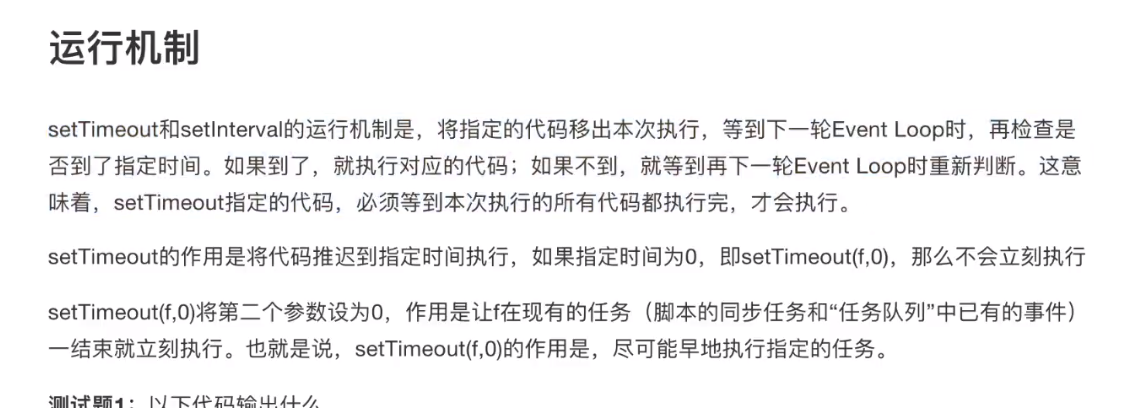 运行机制
setTimeout和setInterval的运行机制是，将指定的代码移出本次执行，等到下一轮Event Loop时，再检查是
否到了指定时间。如果到了，就执行对应的代码；如果不到，就等到再下一轮Event Loop时重新判断。这意
味着，setTimeout指定的代码，必须等到本次执行的所有代码都执行完，才会执行。
setTimeout的作用是将代码推迟到指定时间执行，如果指定时间为0，即setTimeout(f,0)，那么不会立刻执行
setTimeout(f,0)将第二个参数设为0，作用是让f在现有的任务（脚本的同步任务和“任务队列”中已有的事件）
一结束就立刻执行。也就是说，setTimeout(f,0)的作用是，尽可能早地执行指定的任务。
测试题1：以下代码输出什么